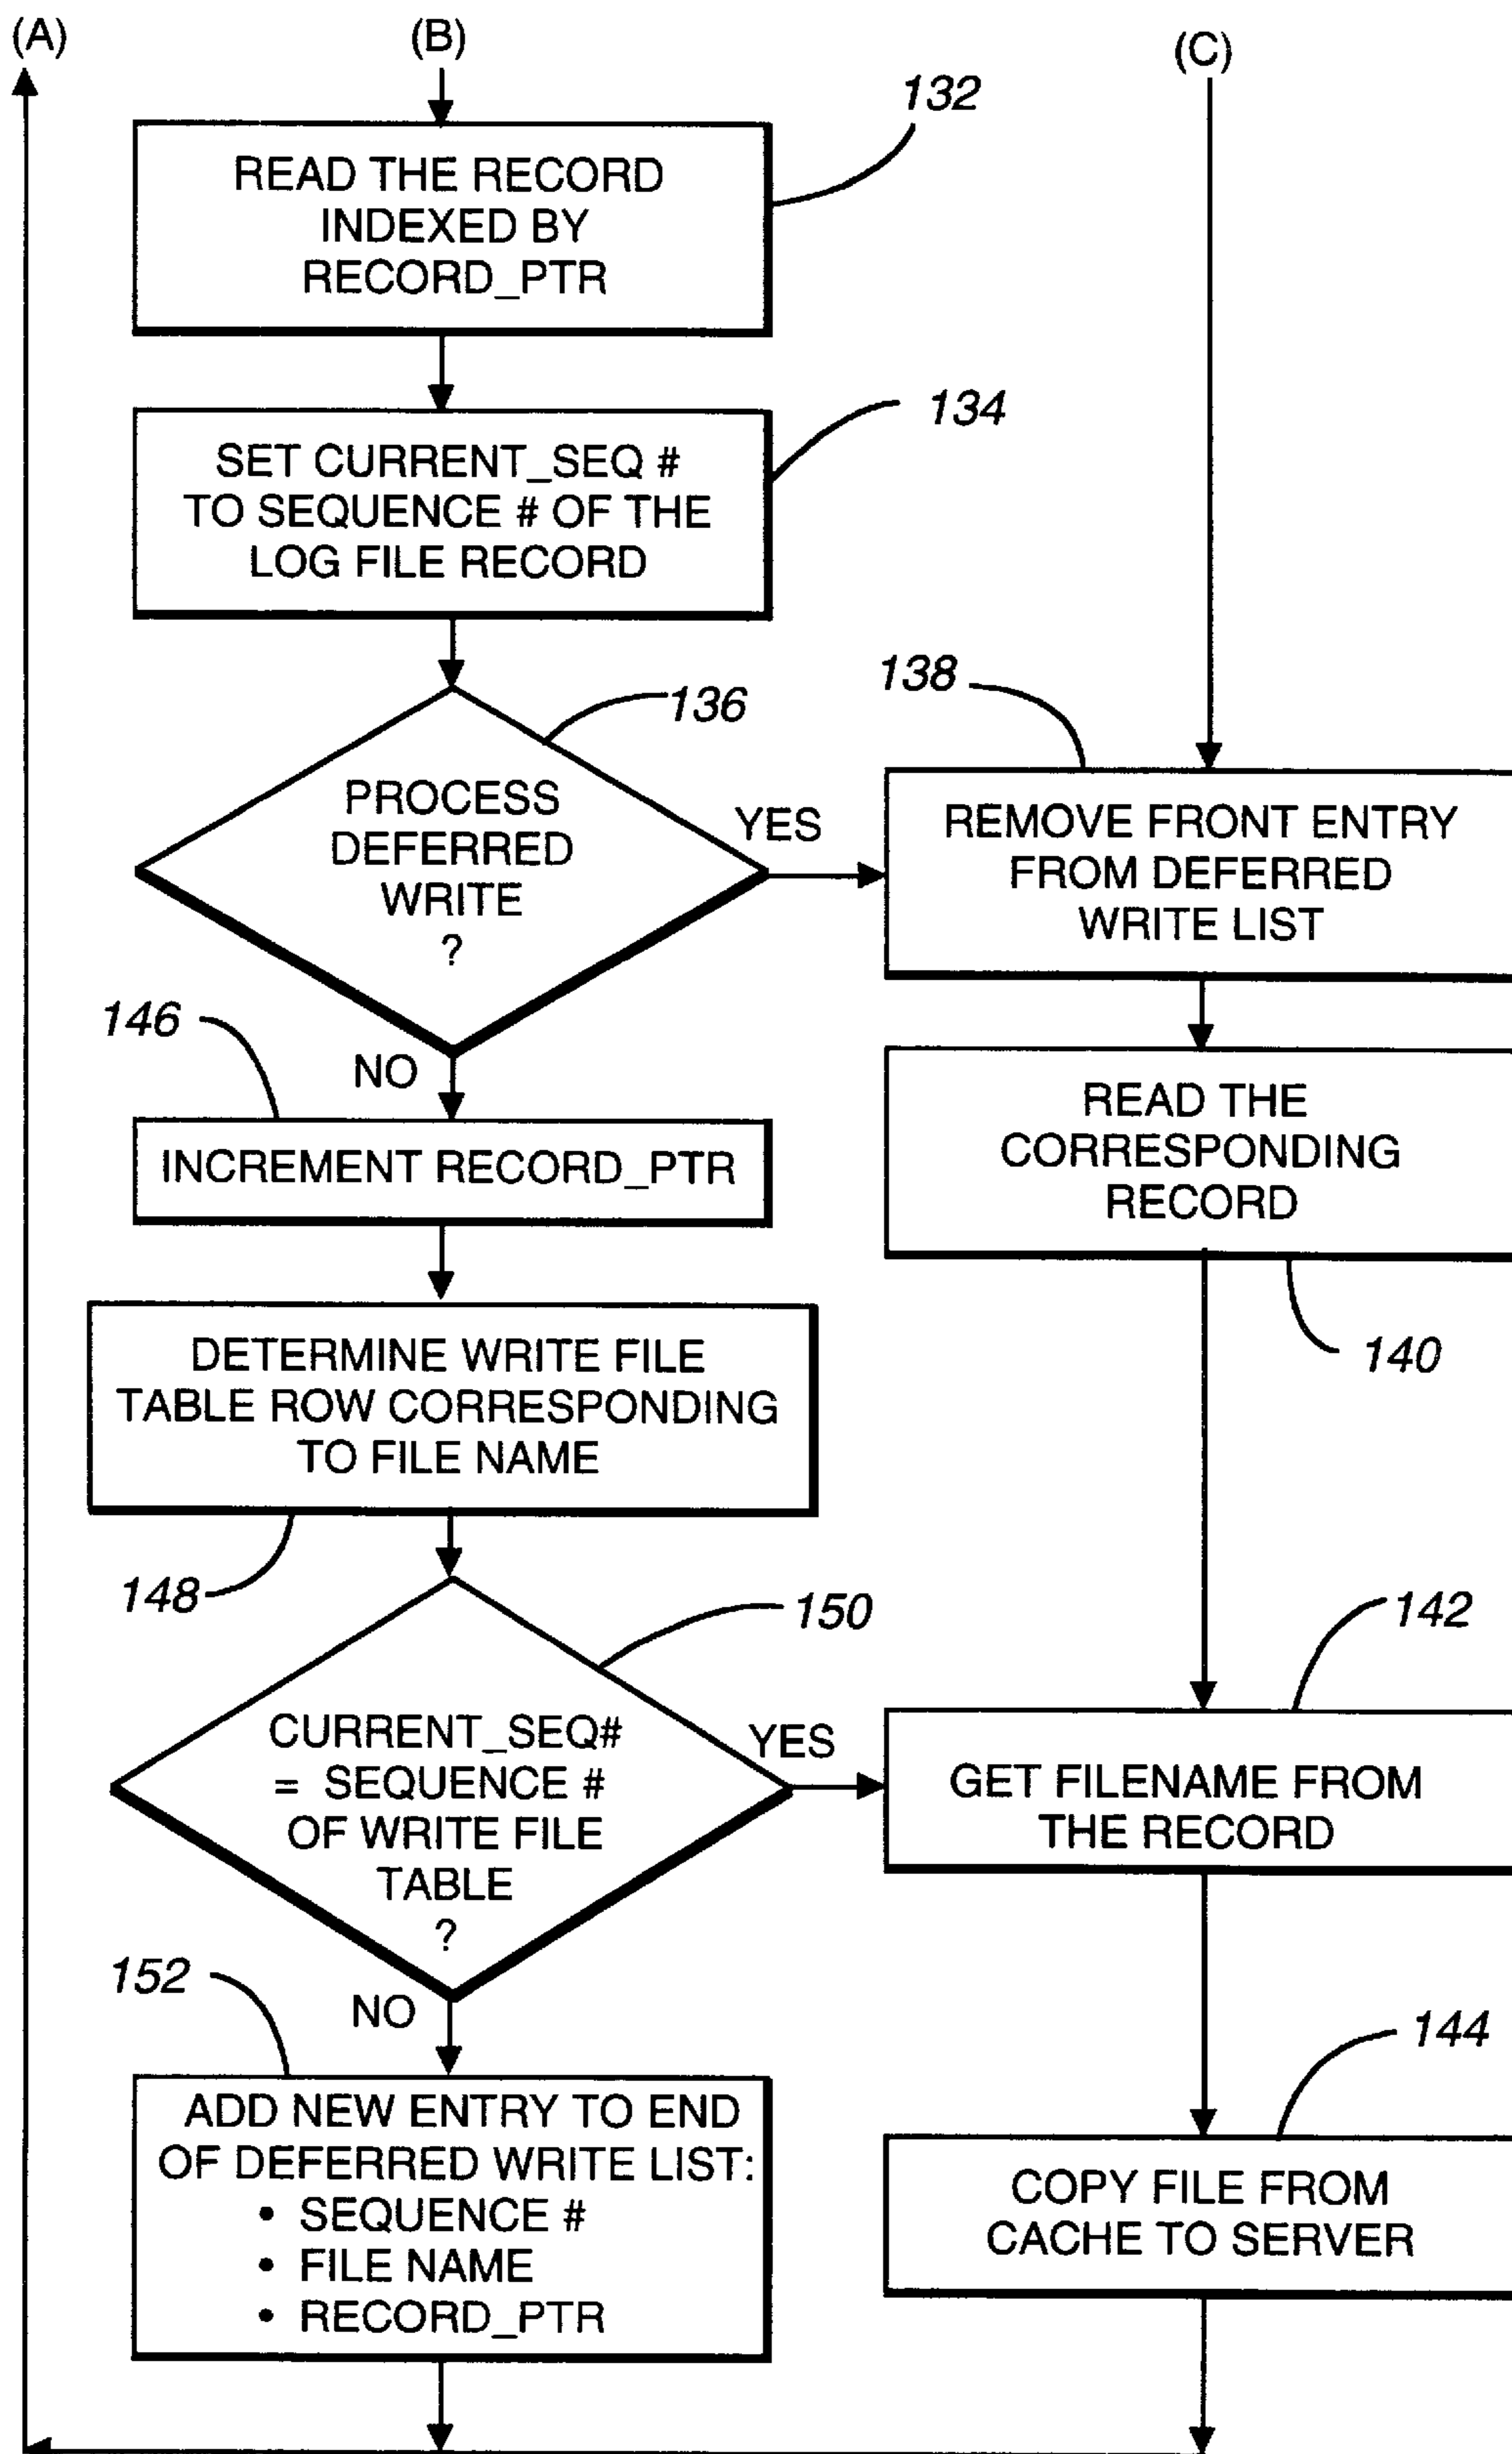 (A)
(B)
(C)
132
READ THE RECORD
INDEXED BY
RECORD_PTR
134
SET CURRENT_SEQ #
TO SEQUENCE # OF THE
LOG FILE RECORD
136
PROCESS
DEFERRED
WRITE
?
YES
138
REMOVE FRONT ENTRY
FROM DEFERRED
WRITE LIST
NO
146
INCREMENT RECORD_PTR
READ THE
CORRESPONDING
RECORD
140
DETERMINE WRITE FILE
TABLE ROW CORRESPONDING
TO FILE NAME
148
150
CURRENT_SEQ#
= SEQUENCE #
OF WRITE FILE
TABLE
?
YES
142
GET FILENAME FROM
THE RECORD
NO
152
ADD NEW ENTRY TO END
OF DEFERRED WRITE LIST:
• SEQUENCE #
• FILE NAME
• RECORD_PTR
144
COPY FILE FROM
CACHE TO SERVER